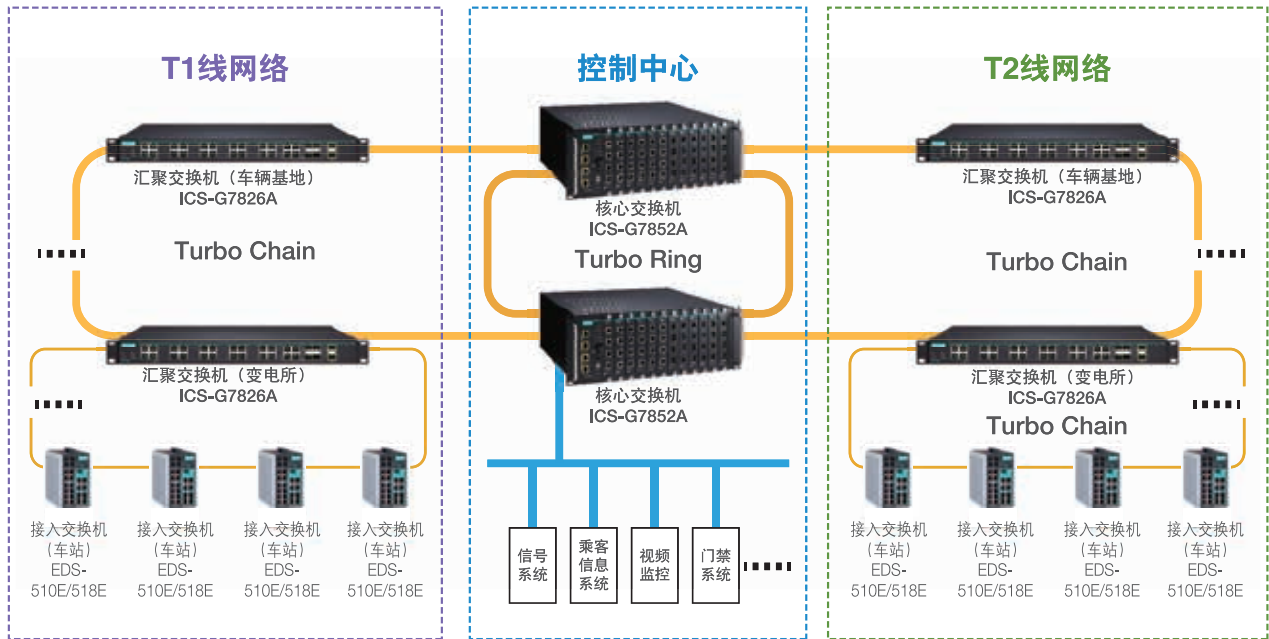 T1线网络
汇聚交换机（车辆基地）
ICS-G7826A
Turbo Chain
汇聚交换机（变电所）
ICS-G7826A
接入交换机
（车站）
EDS-
510E/518E
接入交换机
（车站）
EDS-
510E/518E
接入交换机
（车站）
EDS-
510E/518E
接入交换机
（车站）
EDS-
510E/518E
控制中心
核心交换机
ICS-G7852A
Turbo Ring
核心交换机
ICS-G7852A
信号
系统
乘客
信息
系统
视频
监控
门禁
系统
T2线网络
汇聚交换机（车辆基地）
ICS-G7826A
Turbo Chain
汇聚交换机（变电所）
ICS-G7826A
Turbo Chain
接入交换机
（车站）
EDS-
510E/518E
接入交换机
（车站）
EDS-
510E/518E
接入交换机
（车站）
EDS-
510E/518E
接入交换机
（车站）
EDS-
510E/518E